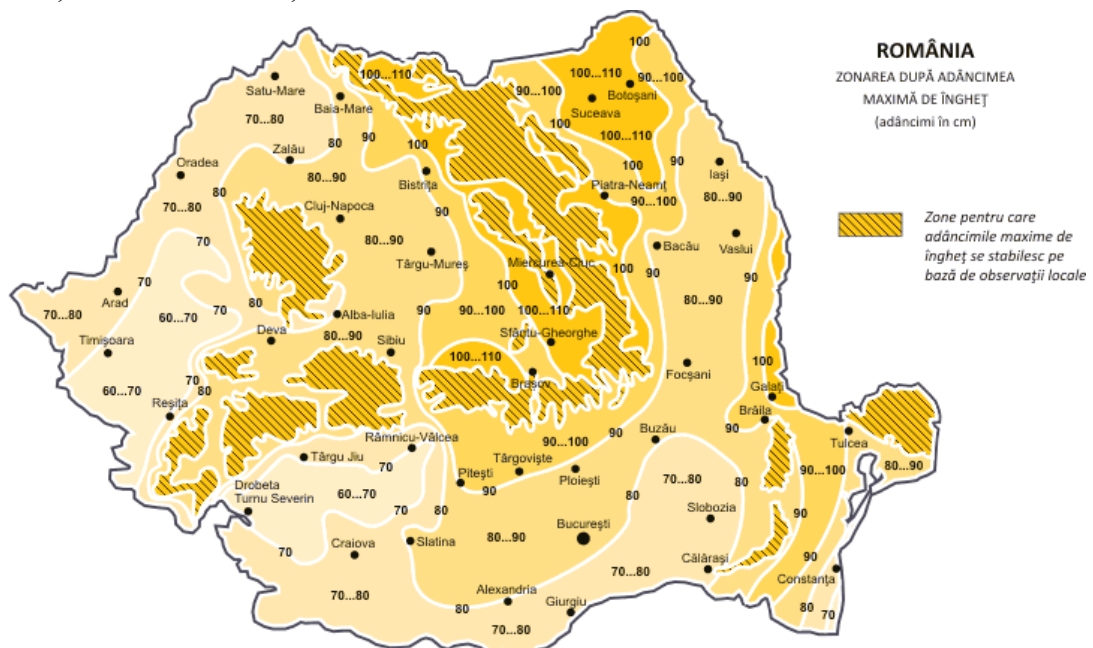 ROMÂNIA
ZONAREA DUPĂ ADÂNCIMEA
MAXIMĂ DE ÎNGHEŢ
(adâncimi în cm)
Zone pentru care
adâncimile maxime de
îngheţ se stabilesc pe
bază de observaţii locale
100
100...110
100...110
90...100
Satu-Mare
90...100
Botoşani
Baia-Mare
Suceava
70...80
100
90
80
100...110
100
Zalău
Oradea
100
90
Iaşi
80...90
Bistriţa
Piatra-Neamţ
80
80...90
70...80
Cluj-Napoca
90
90...100
70
80...90
Bacău
Vaslui
Târgu-Mureş
Miercurea-Ciuc
100
90
70
100
Arad
80...90
70...80
60...70
70
80
Alba-Iulia
90
90...100
100...110
Timişoara
Deva
80...90
Sibiu
Sfântu-Gheorghe
100...110
100
70
Braşov
Focşani
60...70
80
Galaţi
Reşiţa
Brăila
Râmnicu-Vâlcea
90
Buzău
90
90...100
Tulcea
Târgu Jiu
70
Târgovişte
80...90
Piteşti
Ploieşti
90...100
70...80
80
Drobeta
Turnu Severin
60...70
90
80
70
80
Slobozia
90
Bucureşti
Craiova
Slatina
80...90
70
Călăraşi
90
70...80
Constanţa
Alexandria
70...80
80
Giurgiu
80
70
70...80